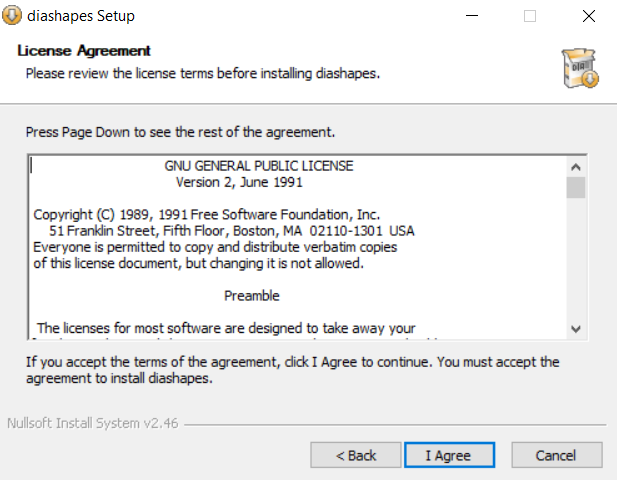 diashapes Setup
License Agreement
Please review the license terms before installing diashapes.
Press Page Down to see the rest of the agreement.
GNU GENERAL PUBLIC LICENSE
Version 2, June 1991
Copyright (C) 1989, 1991 Free Software Foundation, Inc.
51 Franklin Street, Fifth Floor, Boston, MA 02110-1301 USA
Everyone is permitted to copy and distribute verbatim copies
of this license document, but changing it is not allowed.
Preamble
The licenses for most software are designed to take away your
If you accept the terms of the agreement, click I Agree to continue. You must accept the
agreement to install diashapes.
Nullsoft Install System v2.46
< Back
I Agree
Cancel